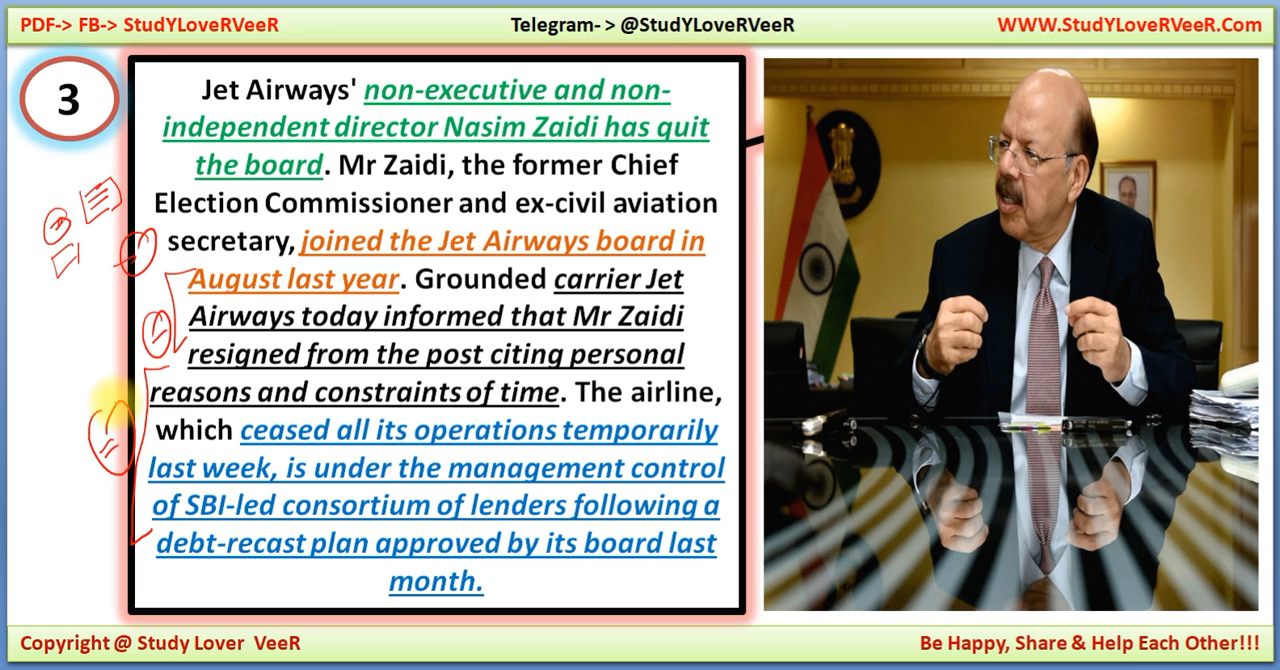 PDF-> FB-> StudYLoveRVeeR
Telegram- > @StudYLoveRVeeR
WWW.StudYLoveRVeeR.Com
3
Jet Airways' non-executive and non-
independent director Nasim Zaidi has quit
the board. Mr Zaidi, the former Chief
Election Commissioner and ex-civil aviation
secretary, joined the Jet Airways board in
August last year. Grounded carrier Jet
Airways today informed that Mr Zaidi
resigned from the post citing personal
reasons and constraints of time. The airline,
which ceased all its operations temporarily
last week, is under the management control
of SBI-led consortium of lenders following a
debt-recast plan approved by its board last
month.
Copyright @ Study Lover VeeR
Be Happy, Share & Help Each Other!!!